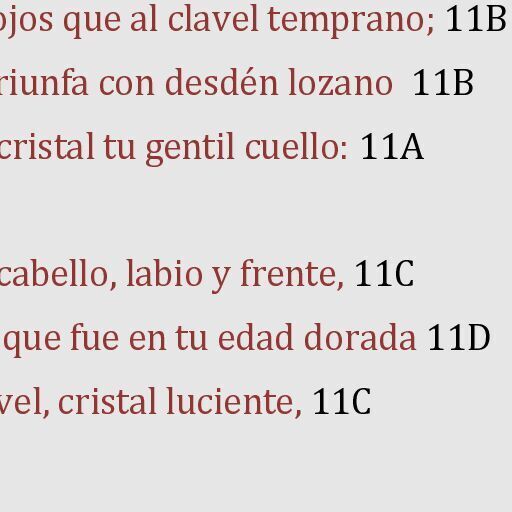 ojos que al clavel temprano; 11B
riunfa con desdén lozano 11B
cristal tu gentil cuello: 11A
cabello, labio y frente, 11C
que fue en tu edad dorada 11D
vel, cristal luciente, 11C